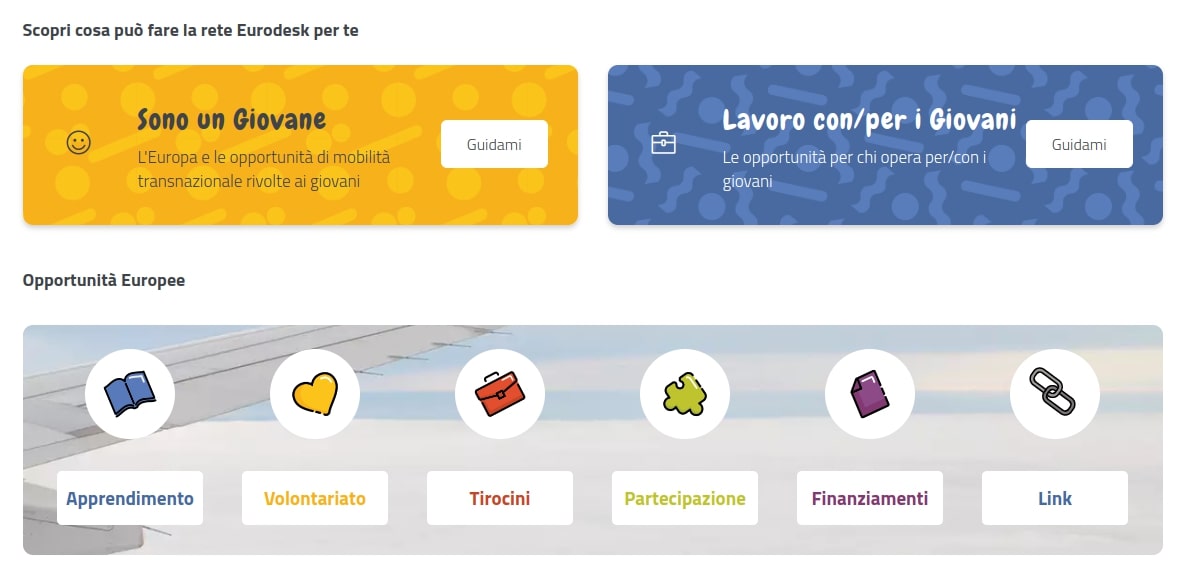 Scopri cosa può fare la rete Eurodesk per te
Sono un Giovane
L'Europa e le opportunità di mobilità
transnazionale rivolte ai giovani
Guidami
Lavoro con/per i Giovani
Le opportunità per chi opera per/con i
giovani
Guidami
Opportunità Europee
Apprendimento
Volontariato
Tirocini
Partecipazione
Finanziamenti
Link